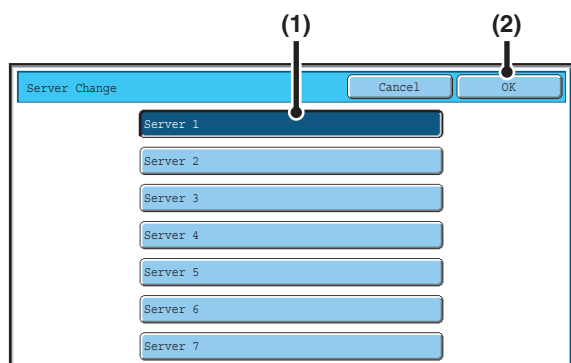 (1) (2)
Server Change Cancel OK
Server 1
Server 2
Server 3
Server 4
Server 5
Server 6
Server 7